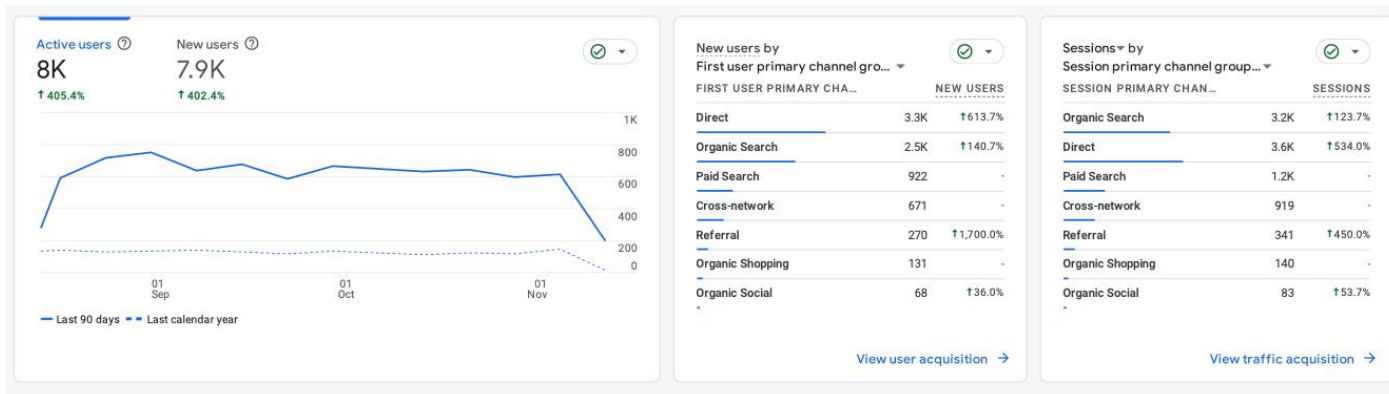 Active users
New users
8K
7.9K
↑ 405.4%
↑ 402.4%
1K
800
600
400
200
0
01
Sep
01
Oct
01
Nov
Last 90 days
Last calendar year
New users by
First user primary channel gro...
FIRST USER PRIMARY CHA... NEW USERS
Direct 3.3K ↑613.7%
Organic Search 2.5K ↑140.7%
Paid Search 922 -
Cross-network 671 -
Referral 270 ↑1,700.0%
Organic Shopping 131 -
Organic Social 68 ↑36.0%
View user acquisition →
Sessions by
Session primary channel group...
SESSION PRIMARY CHAN... SESSIONS
Organic Search 3.2K ↑123.7%
Direct 3.6K ↑534.0%
Paid Search 1.2K -
Cross-network 919 -
Referral 341 ↑450.0%
Organic Shopping 140 -
Organic Social 83 ↑53.7%
View traffic acquisition →